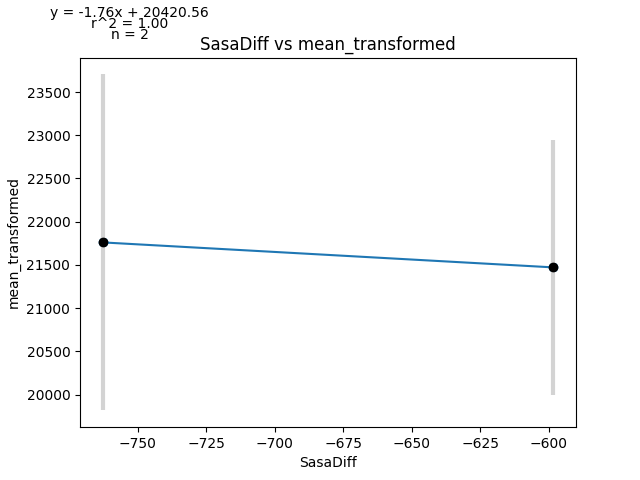 y = -1.76x + 20420.56
r^2 = 1.00
n = 2
SasaDiff vs mean_transformed
23500
23000
22500
22000
21500
21000
20500
20000
mean_transformed
−750
−725
−700
−675
−650
−625
−600
SasaDiff